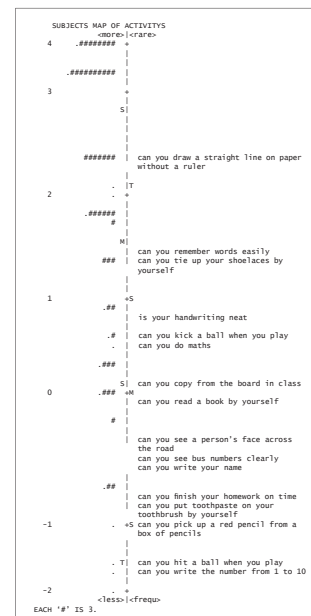 SUBJECTS MAP OF ACTIVITYS
<more>|<rare>
4 .######## +
|
|
.########## |
|
3 +
|
S|
|
|
|
|
####### | can you draw a straight line on paper
| without a ruler
|
. |T
2 . +
|
.###### |
# |
|
M|
| can you remember words easily
### | can you tie up your shoelaces by
| yourself
|
|
1 +S
.## |
| is your handwriting neat
|
.# | can you kick a ball when you play
. | can you do maths
|
.### |
|
S| can you copy from the board in class
0 .### +M
| can you read a book by yourself
|
# |
|
| can you see a person's face across
the road
can you see bus numbers clearly
can you write your name
|
.## |
| can you finish your homework on time
| can you put toothpaste on your
| toothbrush by yourself
-1 . +S can you pick up a red pencil from a
| box of pencils
|
|
. T| can you hit a ball when you play
. | can you write the number from 1 to 10
|
-2 . +
<less>|<frequ>
EACH '#' IS 3.